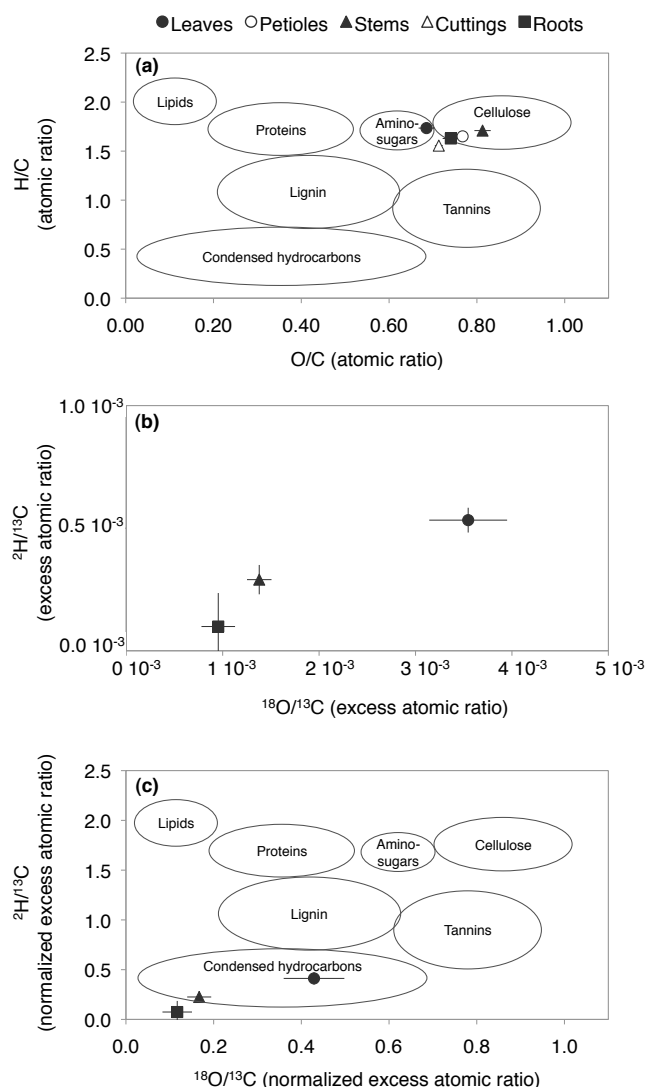 ●Leaves ○Petioles ▲Stems △Cuttings ■Roots
(a)
2.5
2.0
1.5
1.0
0.5
0.0
H/C
(atomic ratio)
Lipids
Proteins
Amino-
sugars
Cellulose
Lignin
Tannins
Condensed hydrocarbons
0.00 0.20 0.40 0.60 0.80 1.00
O/C (atomic ratio)
(b)
1.0 10⁻³
0.5 10⁻³
0.0 10⁻³
²H/¹³C
(excess atomic ratio)
0 10⁻³ 1 10⁻³ 2 10⁻³ 3 10⁻³ 4 10⁻³ 5 10⁻³
¹⁸O/¹³C (excess atomic ratio)
(c)
2.5
2.0
1.5
1.0
0.5
0.0
²H/¹³C
(normalized excess atomic ratio)
Lipids
Proteins
Amino-
sugars
Cellulose
Lignin
Tannins
Condensed hydrocarbons
0.0 0.2 0.4 0.6 0.8 1.0
¹⁸O/¹³C (normalized excess atomic ratio)